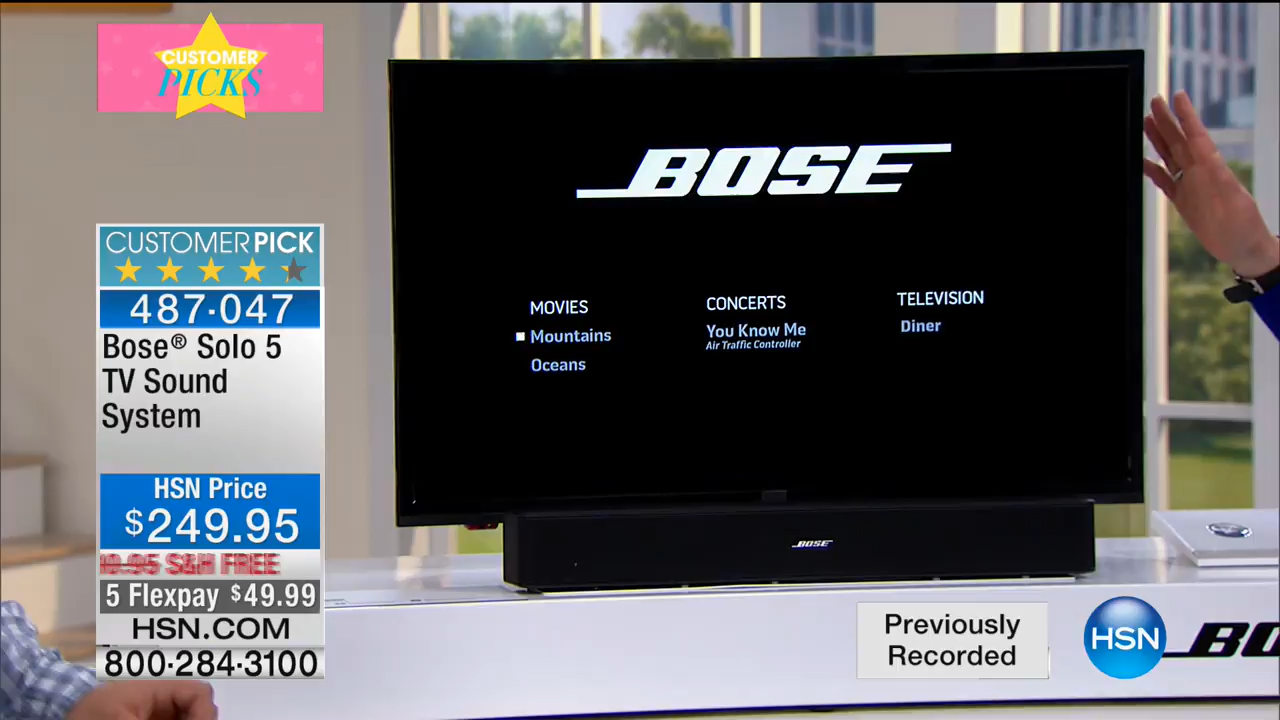 CUSTOMER
PICKS
CUSTOMERPICK
487-047
Bose® Solo 5
TV Sound
System
HSN Price
$249.95
S&H FREE
5 Flexpay $49.99
HSN.COM
800-284-3100
BOSE
MOVIES
Mountains
Oceans
CONCERTS
You Know Me
Air Traffic Controller
TELEVISION
Diner
BOSE
Previously
Recorded
HSN
BO